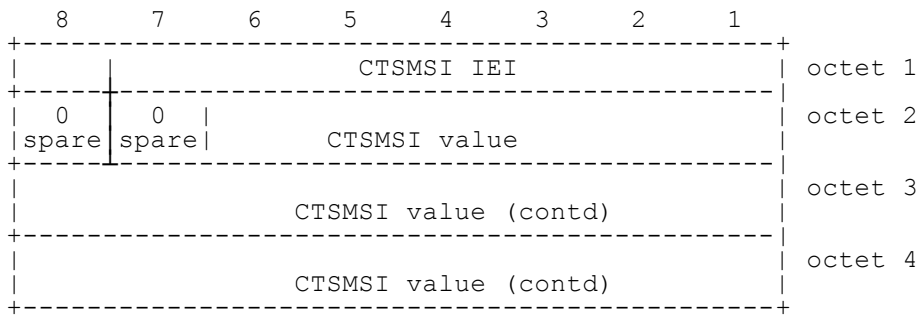 8 7 6 5 4 3 2 1
CTSMSI IEI octet 1
0 0 octet 2
spare spare CTSMSI value
octet 3
CTSMSI value (contd)
octet 4
CTSMSI value (contd)